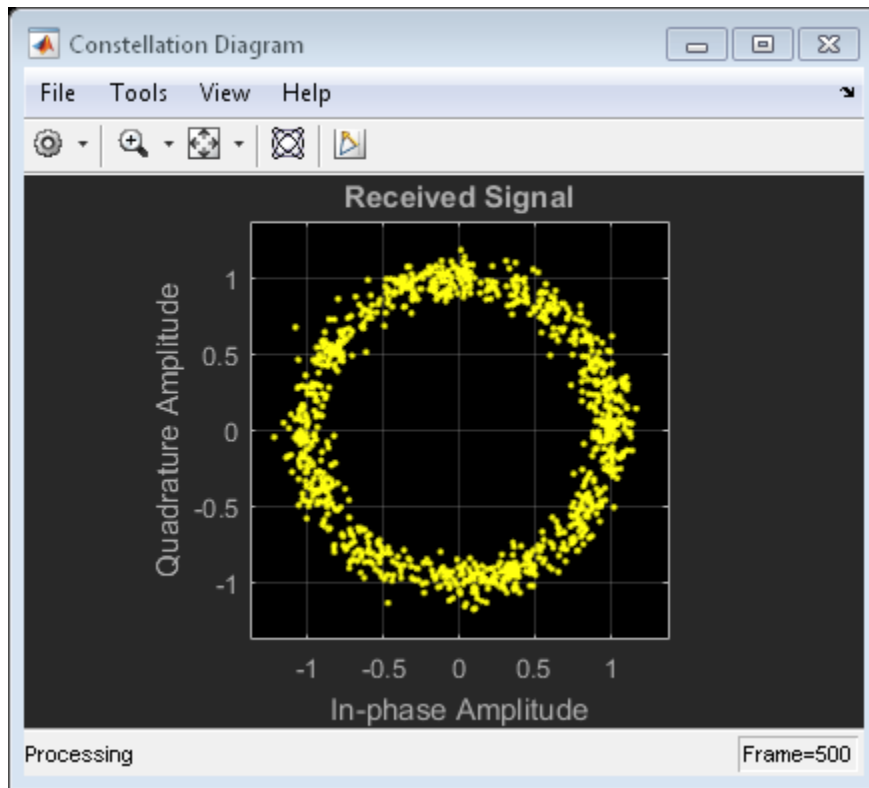 Constellation Diagram
File Tools View Help
Received Signal
Quadrature Amplitude
1
0.5
0
-0.5
-1
-1 -0.5 0 0.5 1
In-phase Amplitude
Processing Frame=500